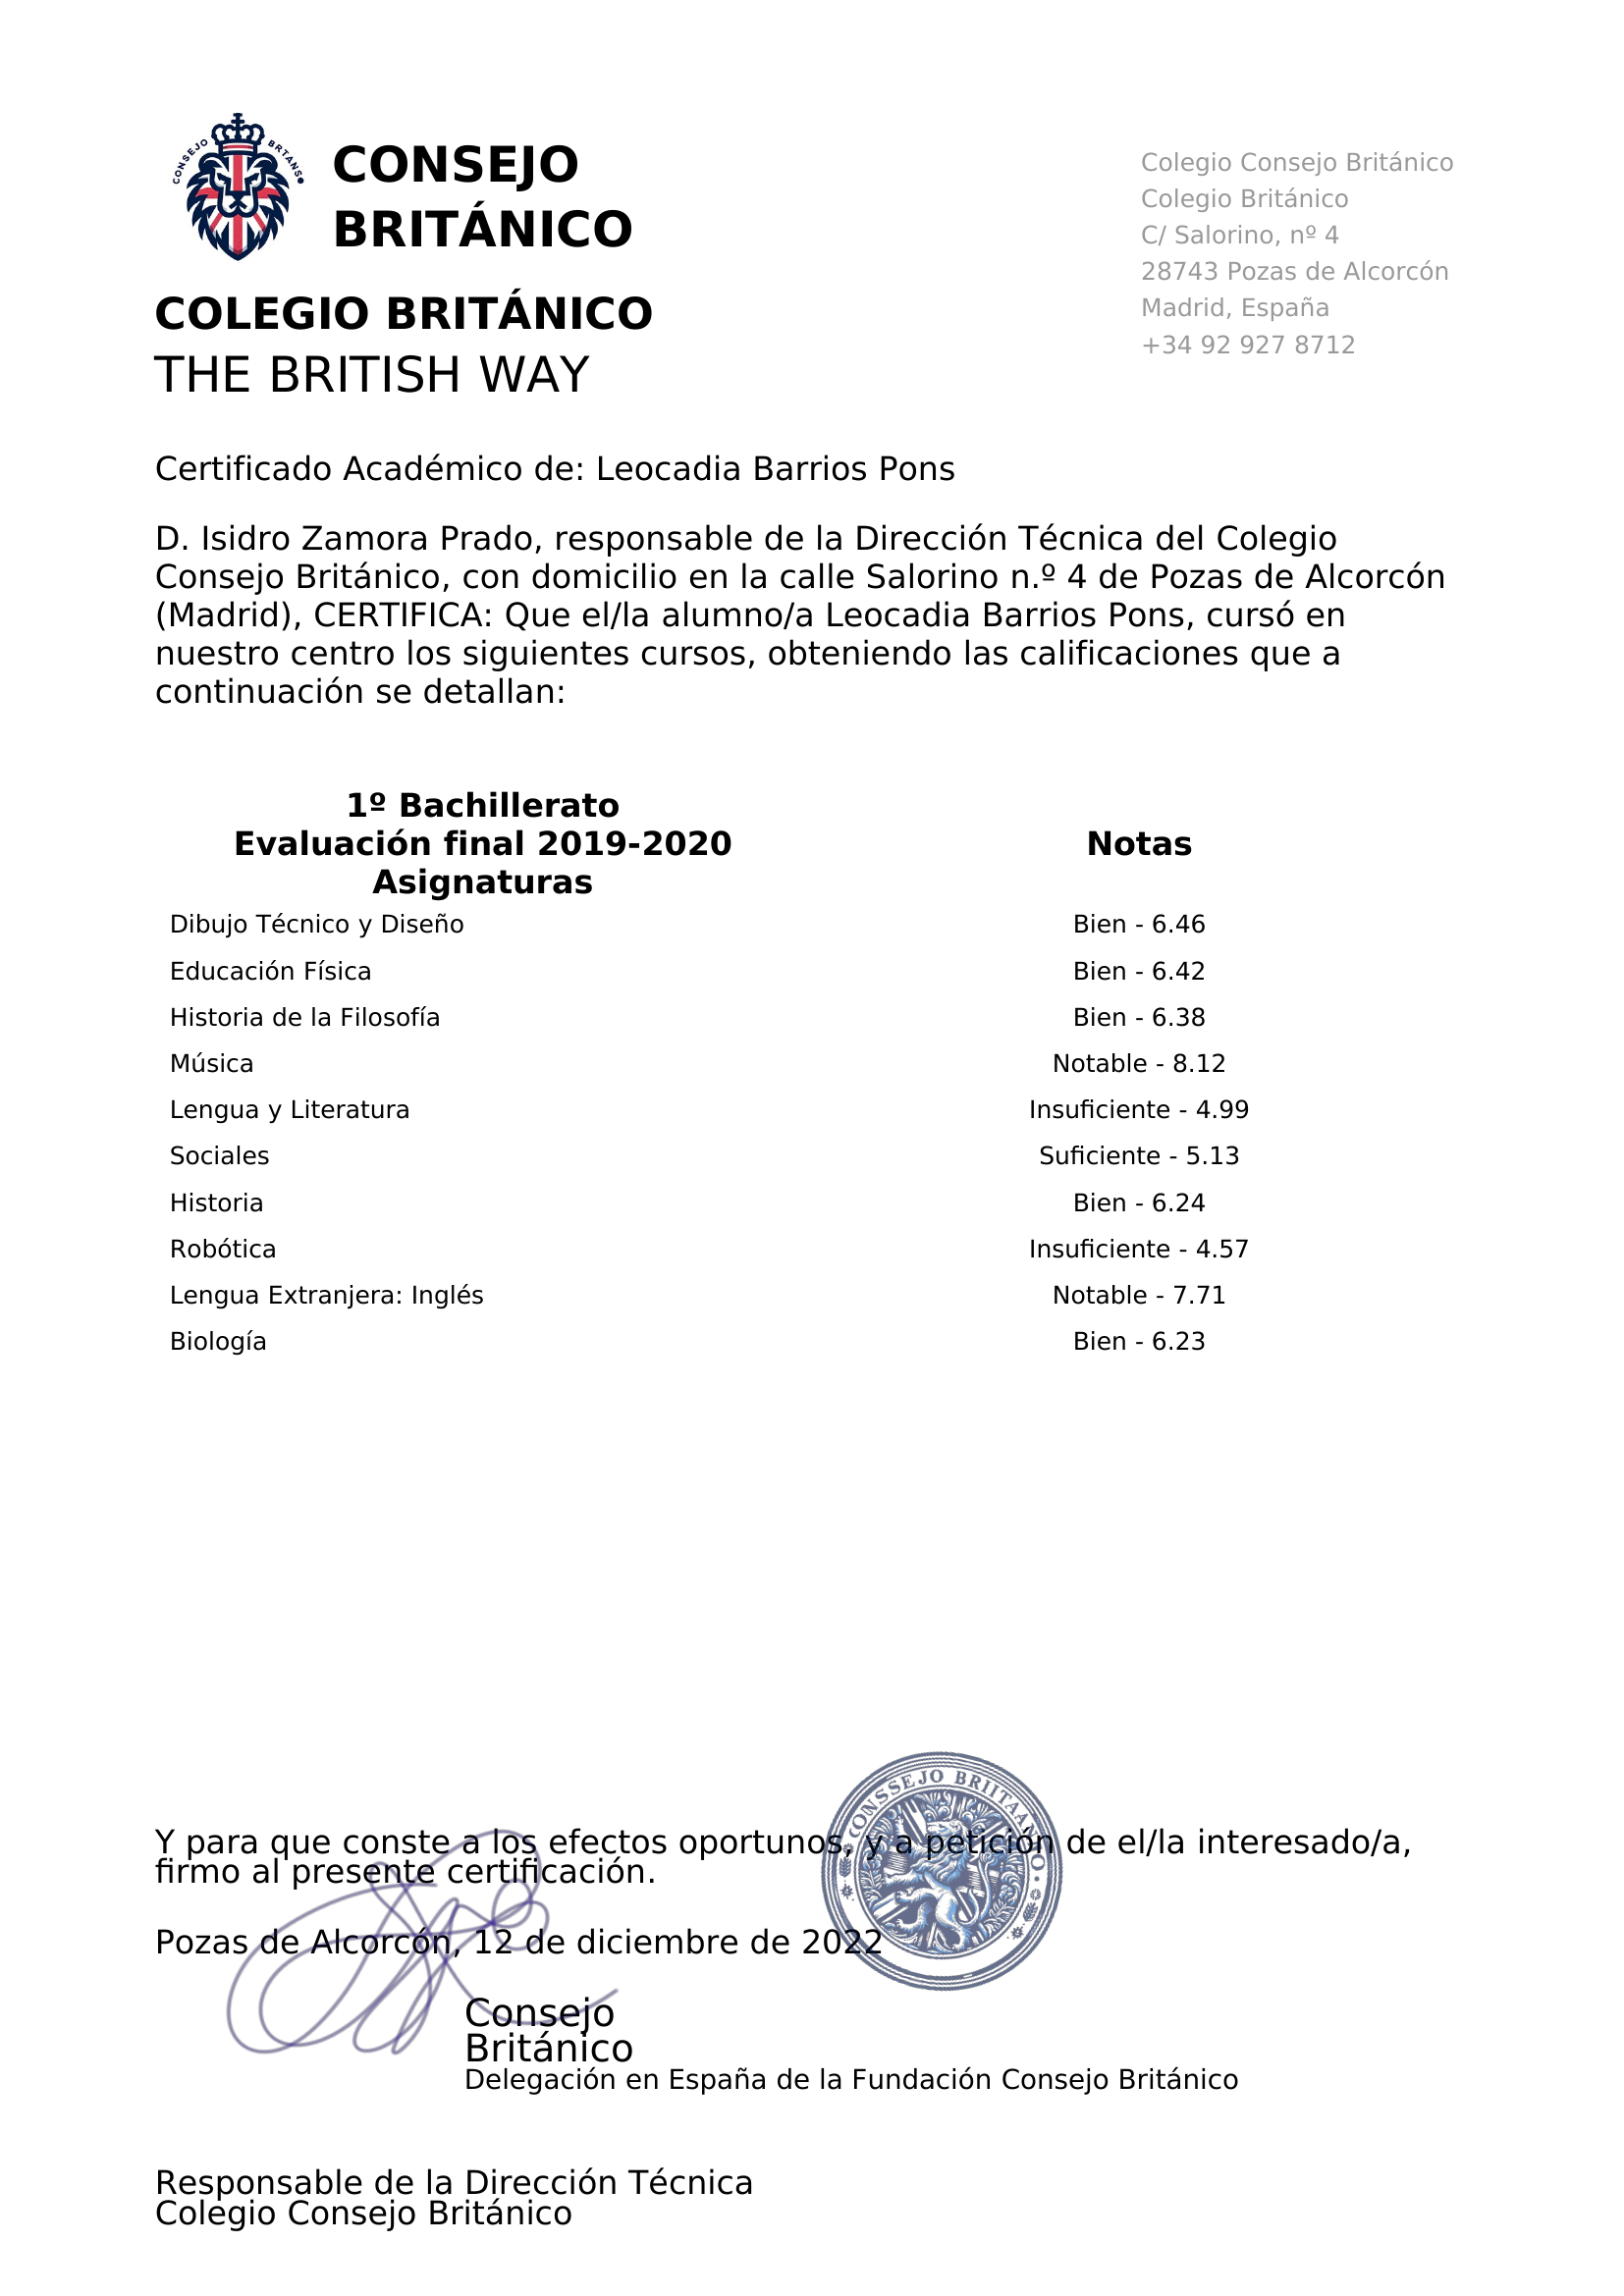 CONSEJO BRTANS
CONSEJO
BRITÁNICO
COLEGIO BRITÁNICO
THE BRITISH WAY
Colegio Consejo Británico
Colegio Británico
C/ Salorino, nº 4
28743 Pozas de Alcorcón
Madrid, España
+34 92 927 8712
Certificado Académico de: Leocadia Barrios Pons
D. Isidro Zamora Prado, responsable de la Dirección Técnica del Colegio
Consejo Británico, con domicilio en la calle Salorino n.º 4 de Pozas de Alcorcón
(Madrid), CERTIFICA: Que el/la alumno/a Leocadia Barrios Pons, cursó en
nuestro centro los siguientes cursos, obteniendo las calificaciones que a
continuación se detallan:
1º Bachillerato
Evaluación final 2019-2020 Notas
Asignaturas
Dibujo Técnico y Diseño Bien - 6.46
Educación Física Bien - 6.42
Historia de la Filosofía Bien - 6.38
Música Notable - 8.12
Lengua y Literatura Insuficiente - 4.99
Sociales Suficiente - 5.13
Historia Bien - 6.24
Robótica Insuficiente - 4.57
Lengua Extranjera: Inglés Notable - 7.71
Biología Bien - 6.23
CONSSEJO BRIITAANCO
Y para que conste a los efectos oportunos, y a petición de el/la interesado/a,
firmo al presente certificación.
Pozas de Alcorcón, 12 de diciembre de 2022
Consejo
Británico
Delegación en España de la Fundación Consejo Británico
Responsable de la Dirección Técnica
Colegio Consejo Británico